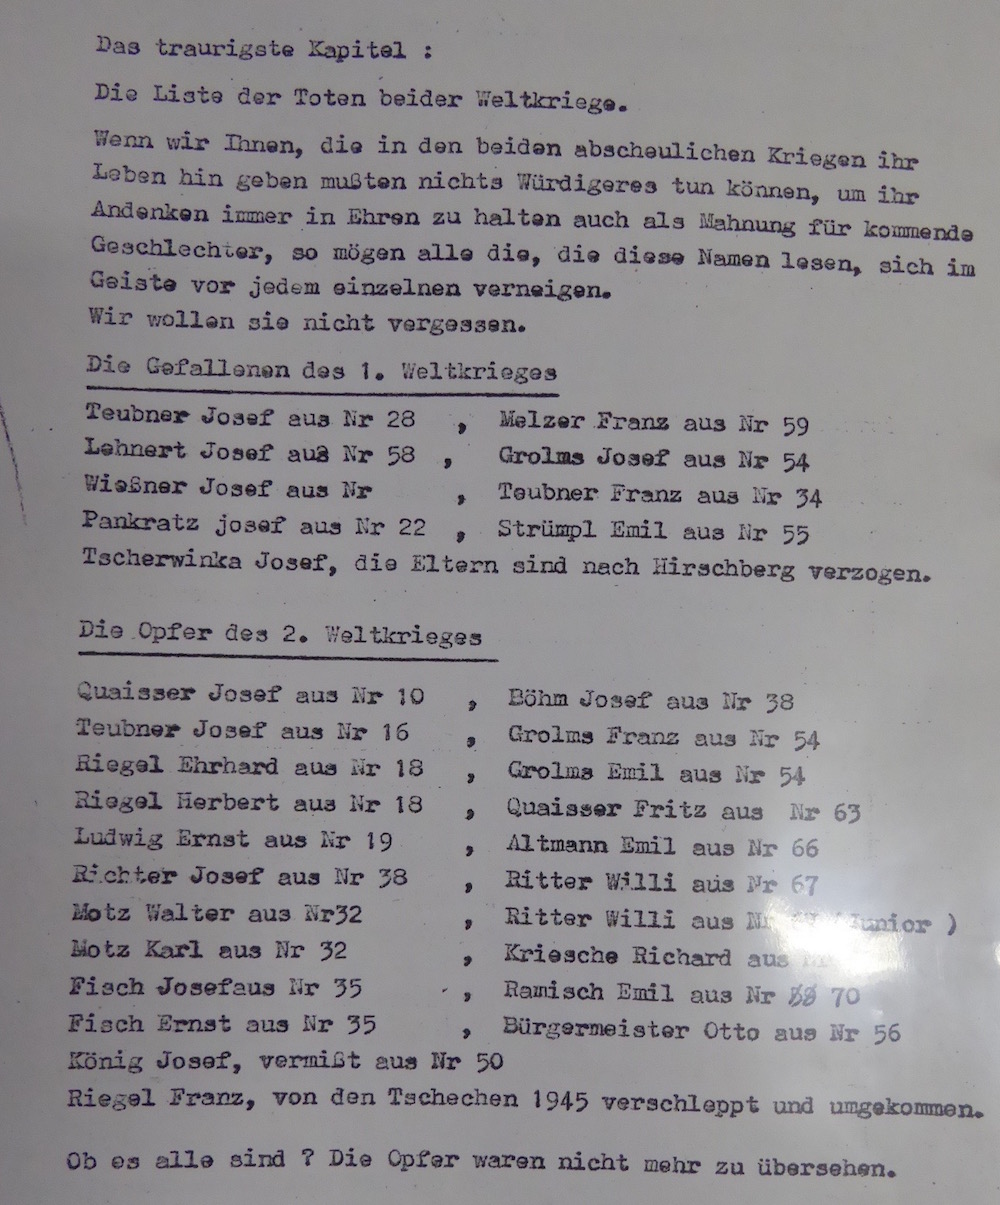 Das traurigste Kapitel :
Die Liste der Toten beider Weltkriege.
Wenn wir Ihnen, die in den beiden abscheulichen Kriegen ihr
Leben hin geben mußten nichts Würdigeres tun können, um ihr
Andenken immer in Ehren zu halten auch als Mahnung für kommende
Geschlechter, so mögen alle die, die diese Namen lesen, sich im
Geiste vor jedem einzelnen verneigen.
Wir wollen sie nicht vergessen.
Die Gefallenen des 1. Weltkrieges
Teubner Josef aus Nr 28 , Melzer Franz aus Nr 59
Lehnert Josef aus Nr 58 , Grolms Josef aus Nr 54
Wießner Josef aus Nr , Teubner Franz aus Nr 34
Pankratz josef aus Nr 22 , Strümpl Emil aus Nr 55
Tscherwinka Josef, die Eltern sind nach Hirschberg verzogen.
Die Opfer des 2. Weltkrieges
Quaisser Josef aus Nr 10 , Böhm Josef aus Nr 38
Teubner Josef aus Nr 16 , Grolms Franz aus Nr 54
Riegel Ehrhard aus Nr 18 , Grolms Emil aus Nr 54
Riegel Herbert aus Nr 18 , Quaisser Fritz aus Nr 63
Ludwig Ernst aus Nr 19 , Altmann Emil aus Nr 66
Richter Josef aus Nr 38 , Ritter Willi aus Nr 67
Motz Walter aus Nr32 , Ritter Willi aus Nr (Junior )
Motz Karl aus Nr 32 , Kriesche Richard aus
Fisch Josefaus Nr 35 , Ramisch Emil aus Nr 70
Fisch Ernst aus Nr 35 , Bürgermeister Otto aus Nr 56
König Josef, vermißt aus Nr 50
Riegel Franz, von den Tschechen 1945 verschleppt und umgekommen.
Ob es alle sind ? Die Opfer waren nicht mehr zu übersehen.